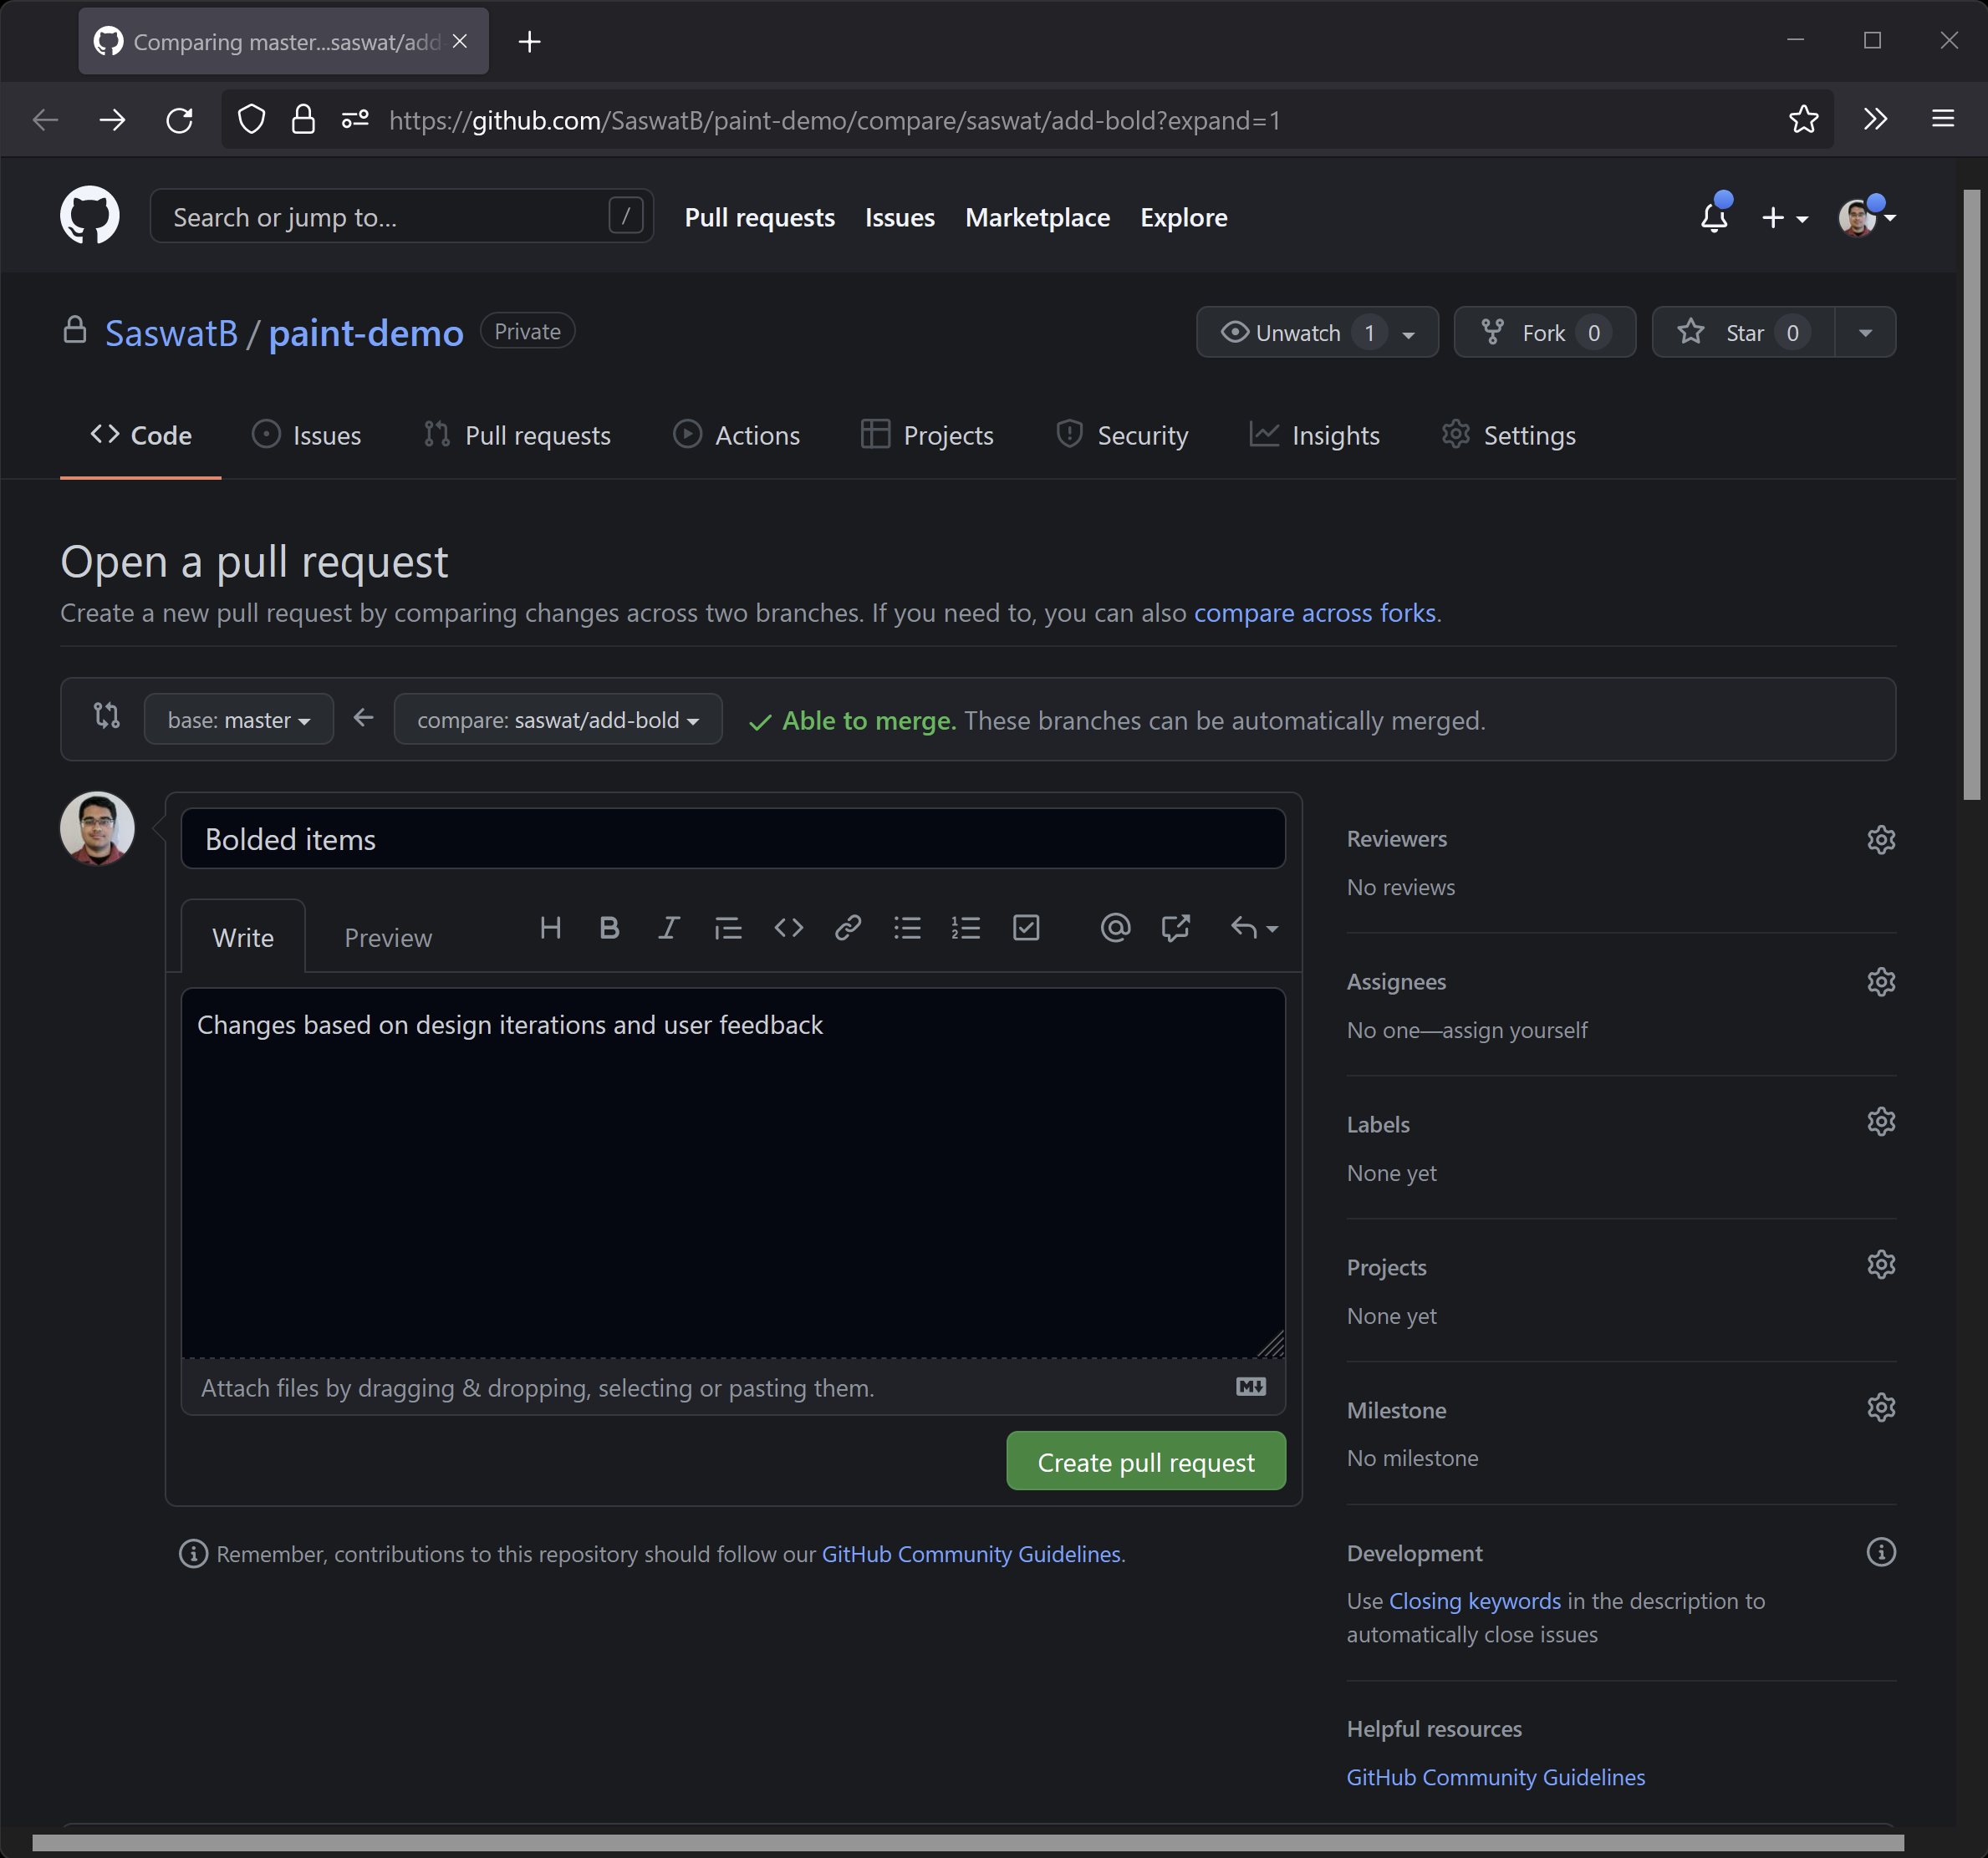 Comparing master...saswat/add
https://github.com/SaswatB/paint-demo/compare/saswat/add-bold?expand=1
Search or jump to... /
Pull requests Issues Marketplace Explore
SaswatB / paint-demo Private
Unwatch 1 Fork 0 Star 0
Code Issues Pull requests Actions Projects Security Insights Settings
Open a pull request
Create a new pull request by comparing changes across two branches. If you need to, you can also compare across forks.
base: master compare: saswat/add-bold Able to merge. These branches can be automatically merged.
Bolded items
Write Preview
Changes based on design iterations and user feedback
Attach files by dragging & dropping, selecting or pasting them.
Create pull request
Remember, contributions to this repository should follow our GitHub Community Guidelines.
Reviewers
No reviews
Assignees
No one—assign yourself
Labels
None yet
Projects
None yet
Milestone
No milestone
Development
Use Closing keywords in the description to
automatically close issues
Helpful resources
GitHub Community Guidelines